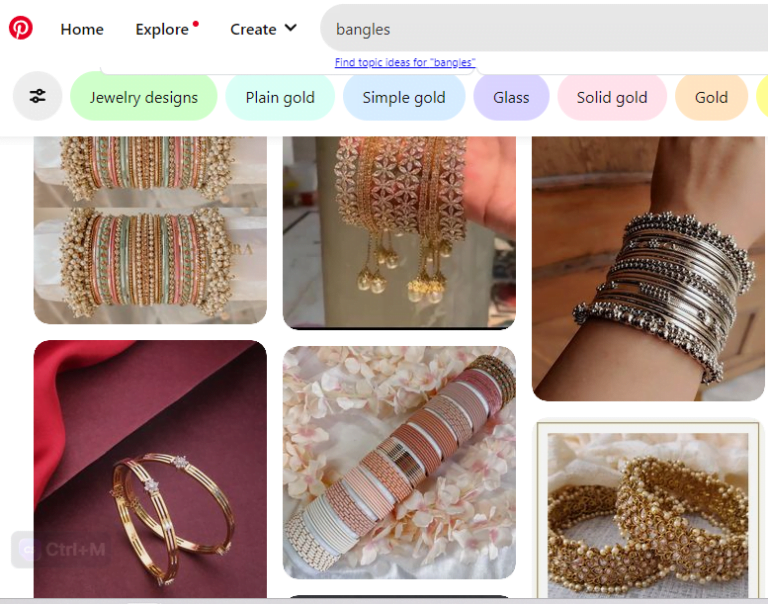 Home Explore Create bangles
Find topic ideas for "bangles"
Jewelry designs Plain gold Simple gold Glass Solid gold Gold
Ctrl+M